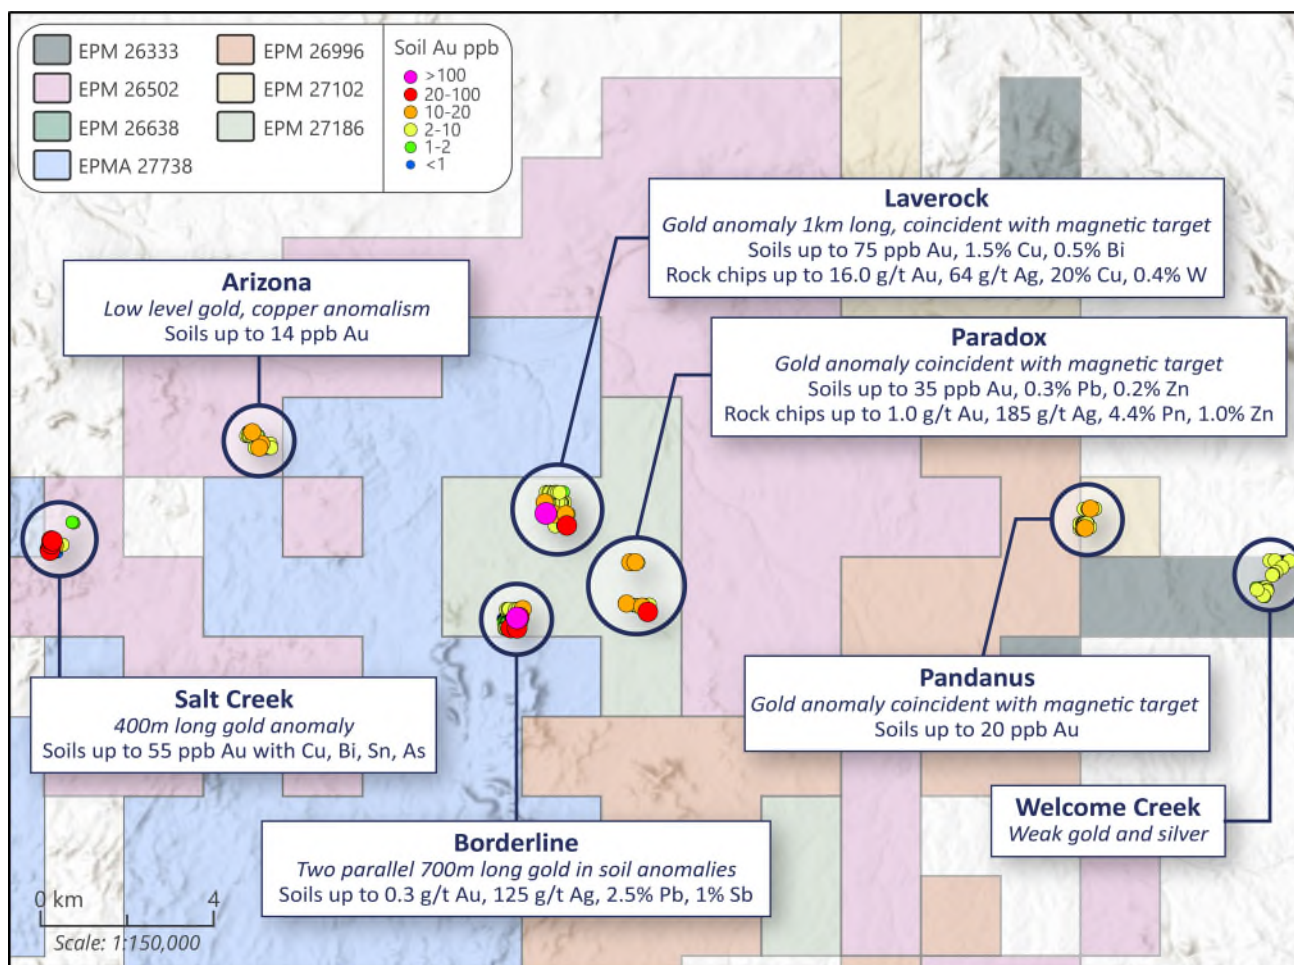 EPM 26333
EPM 26502
EPM 26638
EPMA 27738
EPM 26996
EPM 27102
EPM 27186
Soil Au ppb
>100
20-100
10-20
2-10
1-2
<1
Laverock
Gold anomaly 1km long, coincident with magnetic target
Soils up to 75 ppb Au, 1.5% Cu, 0.5% Bi
Rock chips up to 16.0 g/t Au, 64 g/t Ag, 20% Cu, 0.4% W
Arizona
Low level gold, copper anomalism
Soils up to 14 ppb Au
Paradox
Gold anomaly coincident with magnetic target
Soils up to 35 ppb Au, 0.3% Pb, 0.2% Zn
Rock chips up to 1.0 g/t Au, 185 g/t Ag, 4.4% Pn, 1.0% Zn
Salt Creek
400m long gold anomaly
Soils up to 55 ppb Au with Cu, Bi, Sn, As
Pandanus
Gold anomaly coincident with magnetic target
Soils up to 20 ppb Au
Welcome Creek
Weak gold and silver
Borderline
Two parallel 700m long gold in soil anomalies
Soils up to 0.3 g/t Au, 125 g/t Ag, 2.5% Pb, 1% Sb
0 km 4
Scale: 1:150,000